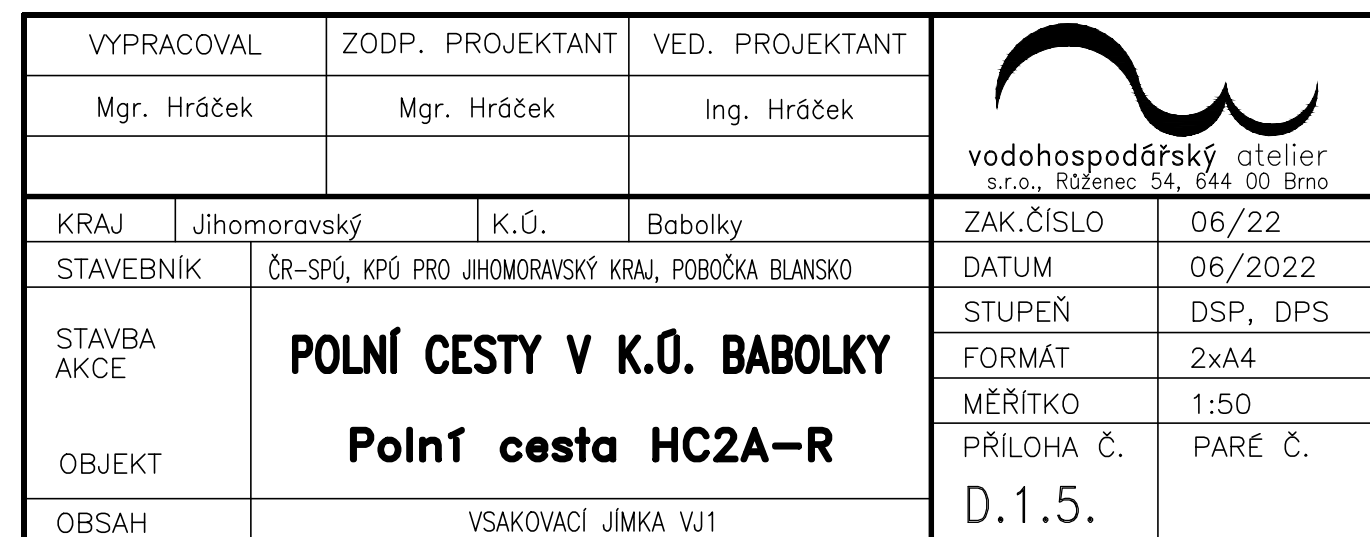 VYPRACOVAL ZODP. PROJEKTANT VED. PROJEKTANT
Mgr. Hráček Mgr. Hráček Ing. Hráček
vodohospodářský atelier
s.r.o., Růženec 54, 644 00 Brno
KRAJ Jihomoravský K.Ú. Babolky
STAVEBNÍK ČR-SPÚ, KPÚ PRO JIHOMORAVSKÝ KRAJ, POBOČKA BLANSKO
STAVBA
AKCE
POLNÍ CESTY V K.Ú. BABOLKY
OBJEKT
Polní cesta HC2A-R
OBSAH VSAKOVACÍ JÍMKA VJ1
ZAK.ČÍSLO 06/22
DATUM 06/2022
STUPEŇ DSP, DPS
FORMÁT 2xA4
MĚŘÍTKO 1:50
PŘÍLOHA Č. PARÉ Č.
D.1.5.